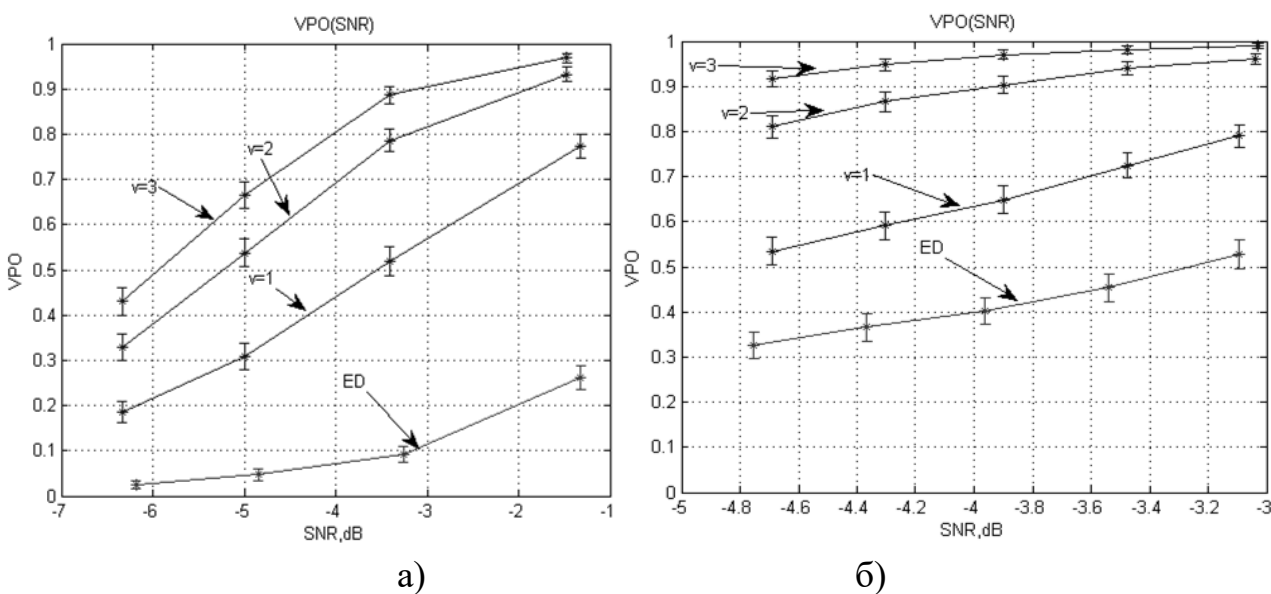 VPO(SNR)
VPO
1
0.9
0.8
0.7
0.6
0.5
0.4
0.3
0.2
0.1
0
v=3
v=2
v=1
ED
-7 -6 -5 -4 -3 -2 -1
SNR,dB
а)
VPO(SNR)
VPO
1
0.9
0.8
0.7
0.6
0.5
0.4
0.3
0.2
0.1
0
v=3
v=2
v=1
ED
-5 -4.8 -4.6 -4.4 -4.2 -4 -3.8 -3.6 -3.4 -3.2 -3
SNR,dB
б)